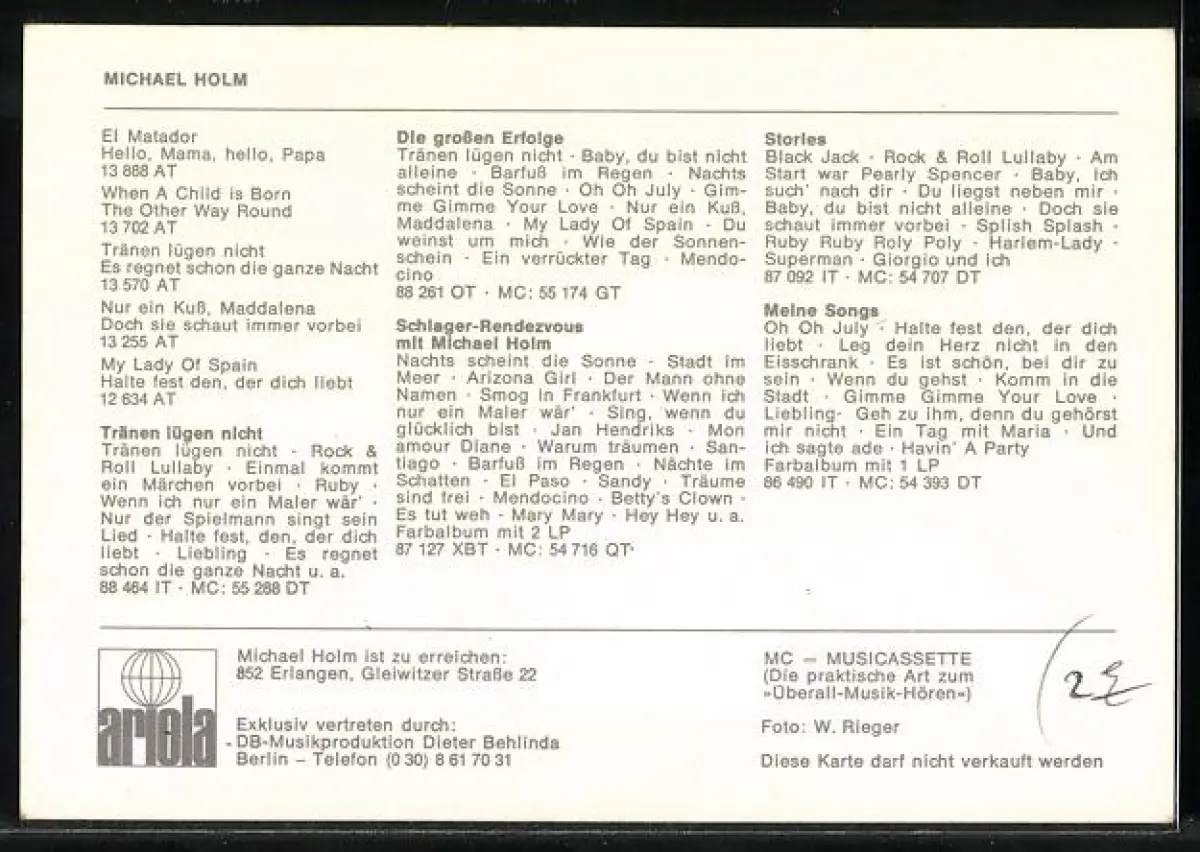 MICHAEL HOLM
El Matador
Hello, Mama, hello, Papa
13 868 AT
When A Child is Born
The Other Way Round
13 702 AT
Tränen lügen nicht
Es regnet schon die ganze Nacht
13 570 AT
Nur ein Kuß, Maddalena
Doch sie schaut immer vorbei
13 255 AT
My Lady Of Spain
Halte fest den, der dich liebt
12 634 AT
Tränen lügen nicht
Tränen lügen nicht · Rock &
Roll Lullaby · Einmal kommt
ein Märchen vorbei · Ruby ·
Wenn ich nur ein Maler wär' ·
Nur der Spielmann singt sein
Lied · Halte fest, den, der dich
liebt · Liebling · Es regnet
schon die ganze Nacht u. a.
88 464 IT · MC: 55 288 DT
Die großen Erfolge
Tränen lügen nicht · Baby, du bist nicht
alleine · Barfuß im Regen · Nachts
scheint die Sonne · Oh Oh July · Gim-
me Gimme Your Love · Nur ein Kuß,
Maddalena · My Lady Of Spain · Du
weinst um mich · Wie der Sonnen-
schein · Ein verrückter Tag · Mendo-
cino
88 261 OT · MC: 55 174 GT
Schlager-Rendezvous
mit Michael Holm
Nachts scheint die Sonne - Stadt im
Meer · Arizona Girl · Der Mann ohne
Namen · Smog in Frankfurt · Wenn ich
nur ein Maler wär' · Sing, wenn du
glücklich bist · Jan Hendriks · Mon
amour Diane · Warum träumen · San-
tiago · Barfuß im Regen · Nächte im
Schatten · El Paso · Sandy · Träume
sind frei · Mendocino · Betty's Clown ·
Es tut weh - Mary Mary · Hey Hey u. a.
Farbalbum mit 2 LP
87 127 XBT · MC: 54 716 QT
Stories
Black Jack · Rock & Roll Lullaby · Am
Start war Pearly Spencer · Baby, ich
such' nach dir · Du liegst neben mir ·
Baby, du bist nicht alleine · Doch sie
schaut immer vorbei · Splish Splash ·
Ruby Ruby Roly Poly · Harlem-Lady ·
Superman · Giorgio und ich
87 092 IT · MC: 54 707 DT
Meine Songs
Oh Oh July · Halte fest den, der dich
liebt · Leg dein Herz nicht in den
Eisschrank · Es ist schön, bei dir zu
sein · Wenn du gehst · Komm in die
Stadt · Gimme Gimme Your Love ·
Liebling· Geh zu ihm, denn du gehörst
mir nicht · Ein Tag mit Maria · Und
ich sagte ade · Havin' A Party
Farbalbum mit 1 LP
86 490 IT · MC: 54 393 DT
ariola
Michael Holm ist zu erreichen:
852 Erlangen, Gleiwitzer Straße 22
Exklusiv vertreten durch:
DB-Musikproduktion Dieter Behlinda
Berlin – Telefon (0 30) 8 61 70 31
MC = MUSICASSETTE
(Die praktische Art zum
»Überall-Musik-Hören«)
Foto: W. Rieger
Diese Karte darf nicht verkauft werden